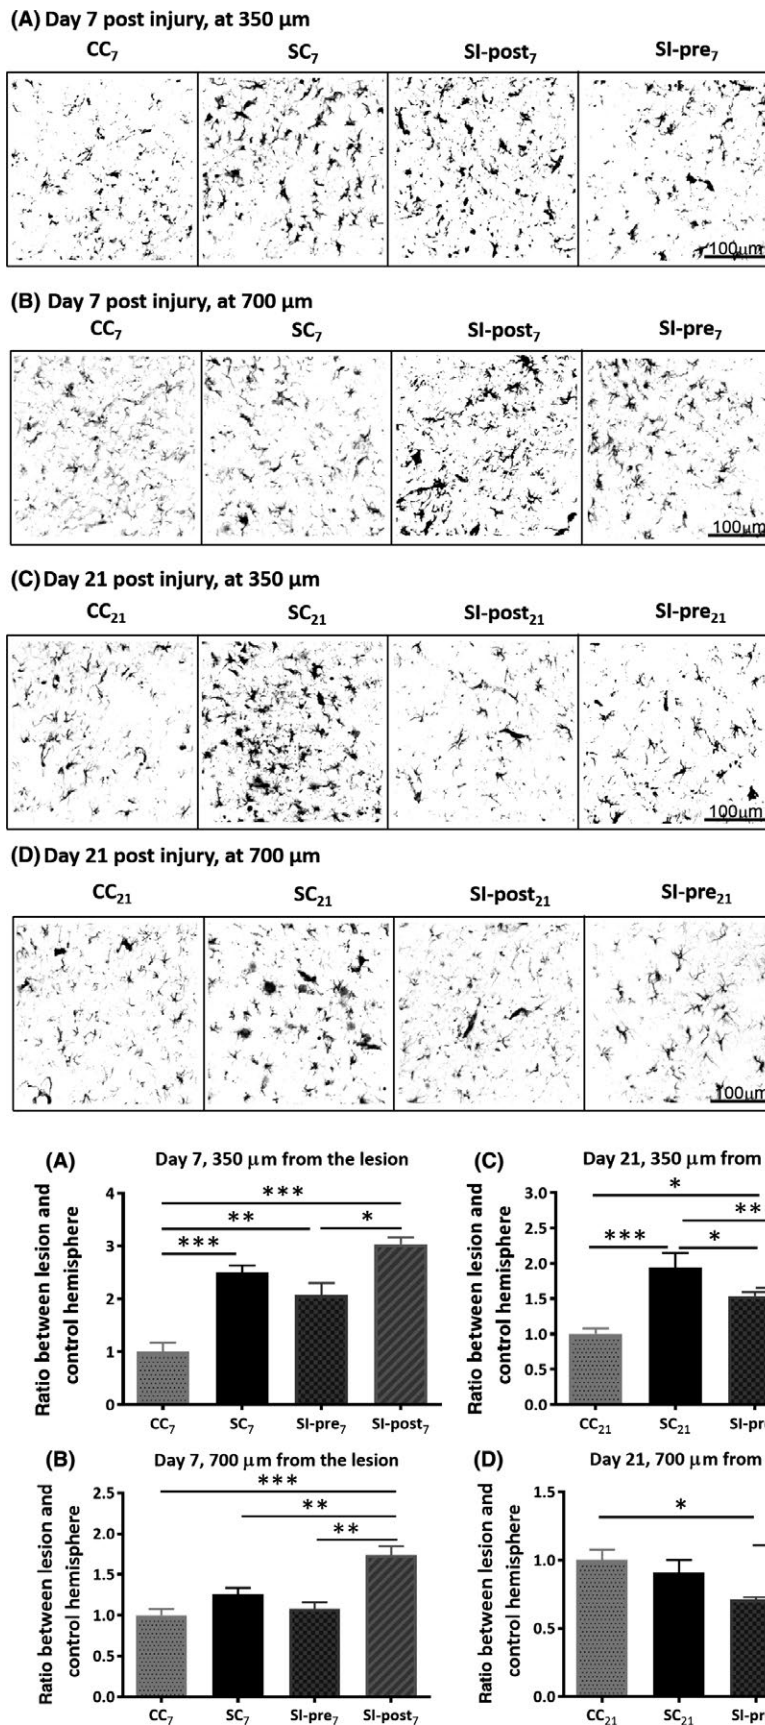 (A) Day 7 post injury, at 350 µm
CC7 SC7 SI-post7 SI-pre7
100µm
(B) Day 7 post injury, at 700 µm
CC7 SC7 SI-post7 SI-pre7
100µm
(C) Day 21 post injury, at 350 µm
CC21 SC21 SI-post21 SI-pre21
100µm
(D) Day 21 post injury, at 700 µm
CC21 SC21 SI-post21 SI-pre21
100µm
(A) Day 7, 350 µm from the lesion
Ratio between lesion and
control hemisphere
4
3
2
1
0
***
** *
***
CC7 SC7 SI-pre7 SI-post7
(C) Day 21, 350 µm from
Ratio between lesion and
control hemisphere
3.0
2.5
2.0
1.5
1.0
0.5
0.0
*
**
*** *
CC21 SC21 SI-pre
(B) Day 7, 700 µm from the lesion
Ratio between lesion and
control hemisphere
2.5
2.0
1.5
1.0
0.5
0.0
***
**
**
CC7 SC7 SI-pre7 SI-post7
(D) Day 21, 700 µm from
Ratio between lesion and
control hemisphere
1.5
1.0
0.5
0.0
*
CC21 SC21 SI-pre